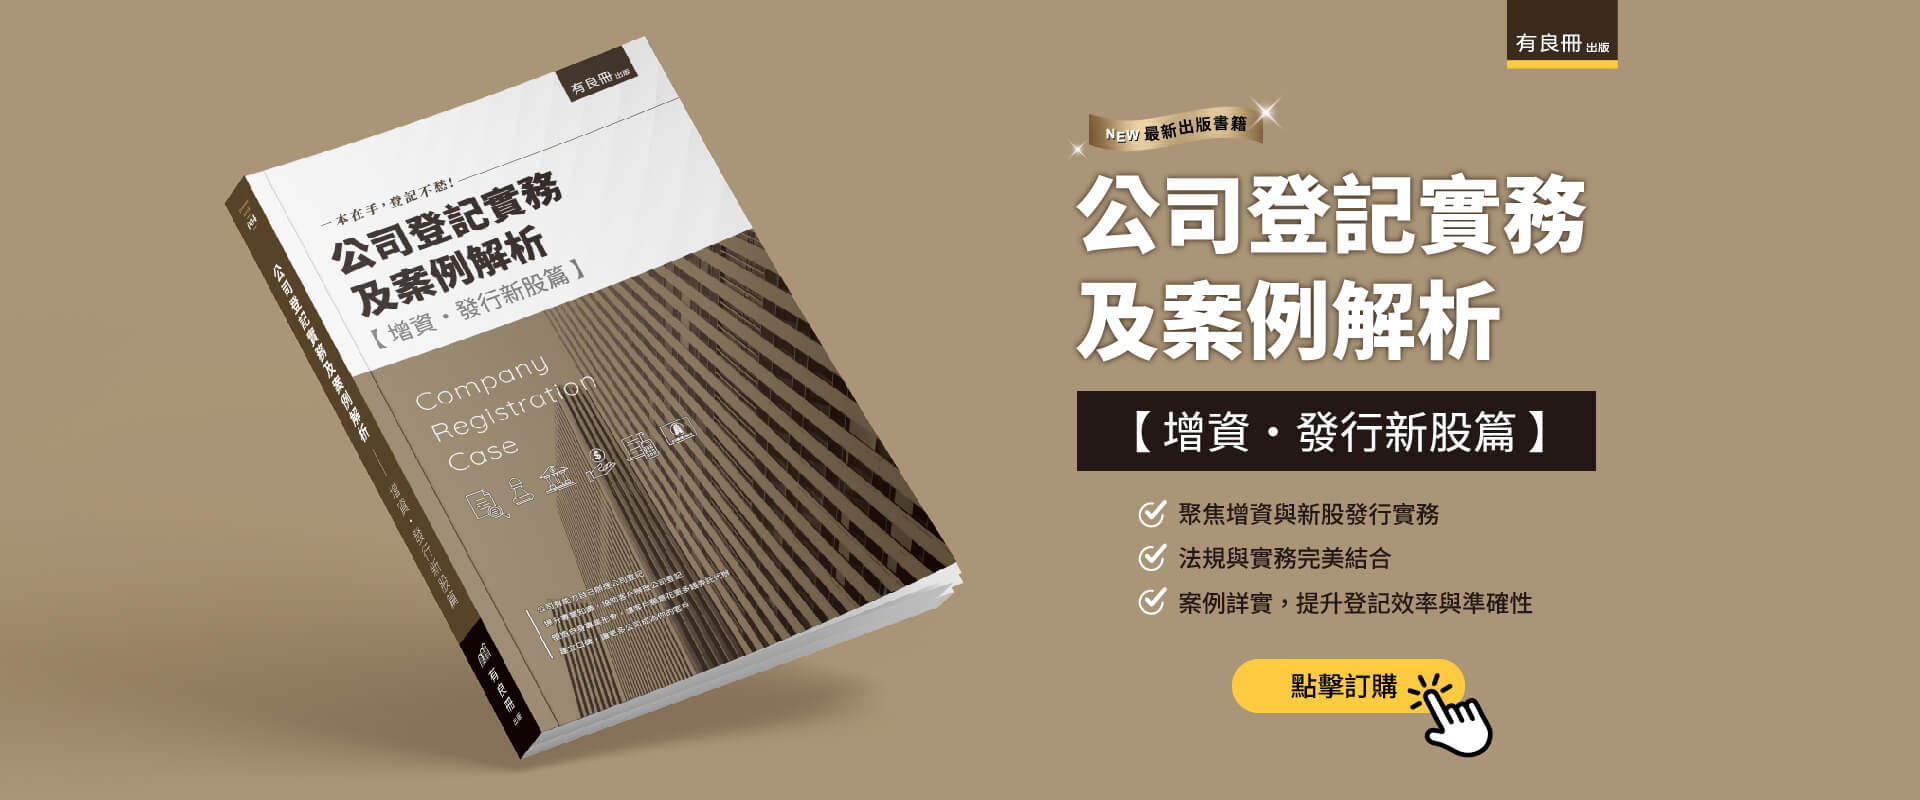 有良冊 出版
一本在手，登記不愁!
公司登記實務
及案例解析
【增資・發行新股篇】
Company
Registration
Case
公司登記實務及案例解析 —— 增資・發行新股篇
有良冊 出版
有良冊 出版
NEW 最新出版書籍
公司登記實務
及案例解析
【增資・發行新股篇】
聚焦增資與新股發行實務
法規與實務完美結合
案例詳實，提升登記效率與準確性
點擊訂購